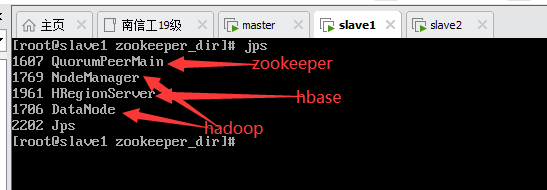 主页 南信工19级 master slave1 slave2
[root@slave1 zookeeper_dir]# jps
1607 QuorumPeerMain zookeeper
1769 NodeManager
1961 HRegionServer hbase
1706 DataNode
2202 Jps hadoop
[root@slave1 zookeeper_dir]#